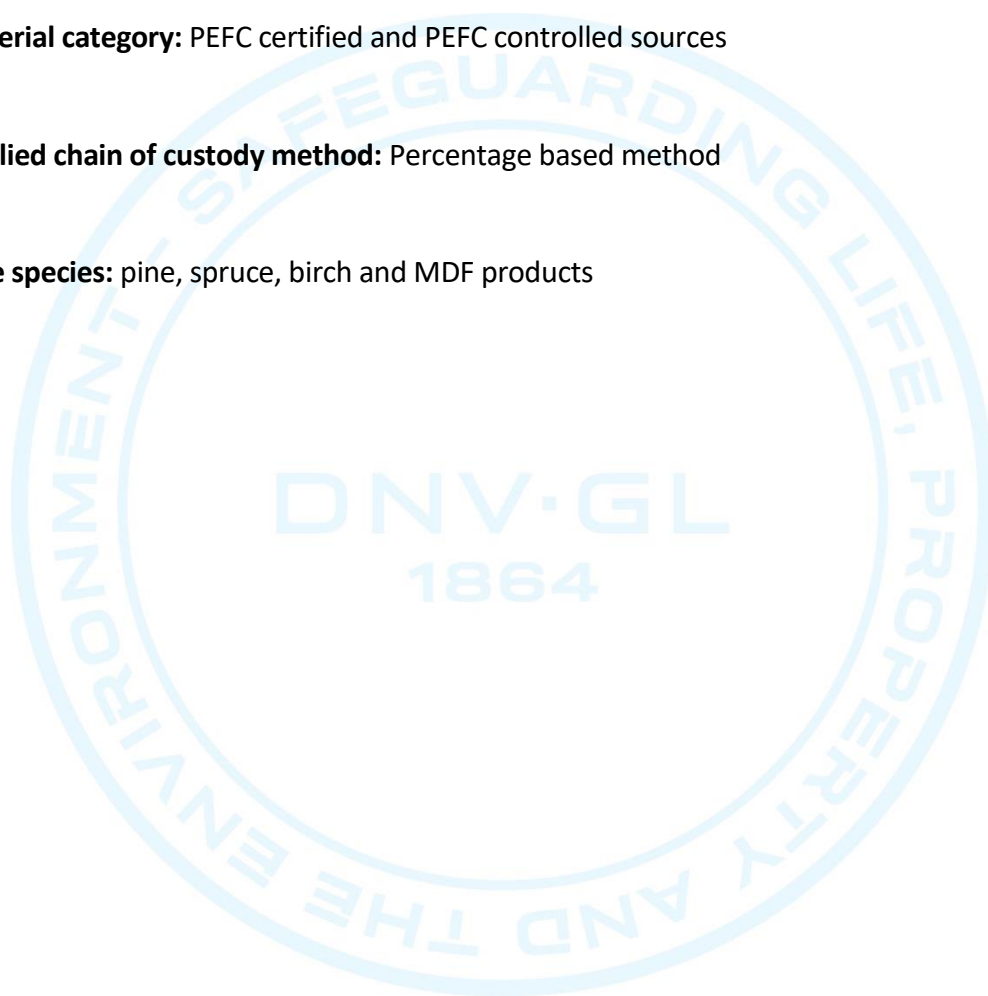 erial category: PEFC certified and PEFC controlled sources
lied chain of custody method: Percentage based method
e species: pine, spruce, birch and MDF products
SAFEGUARDING LIFE, PROPERTY AND THE ENVIRONMENT
DNV·GL
1864